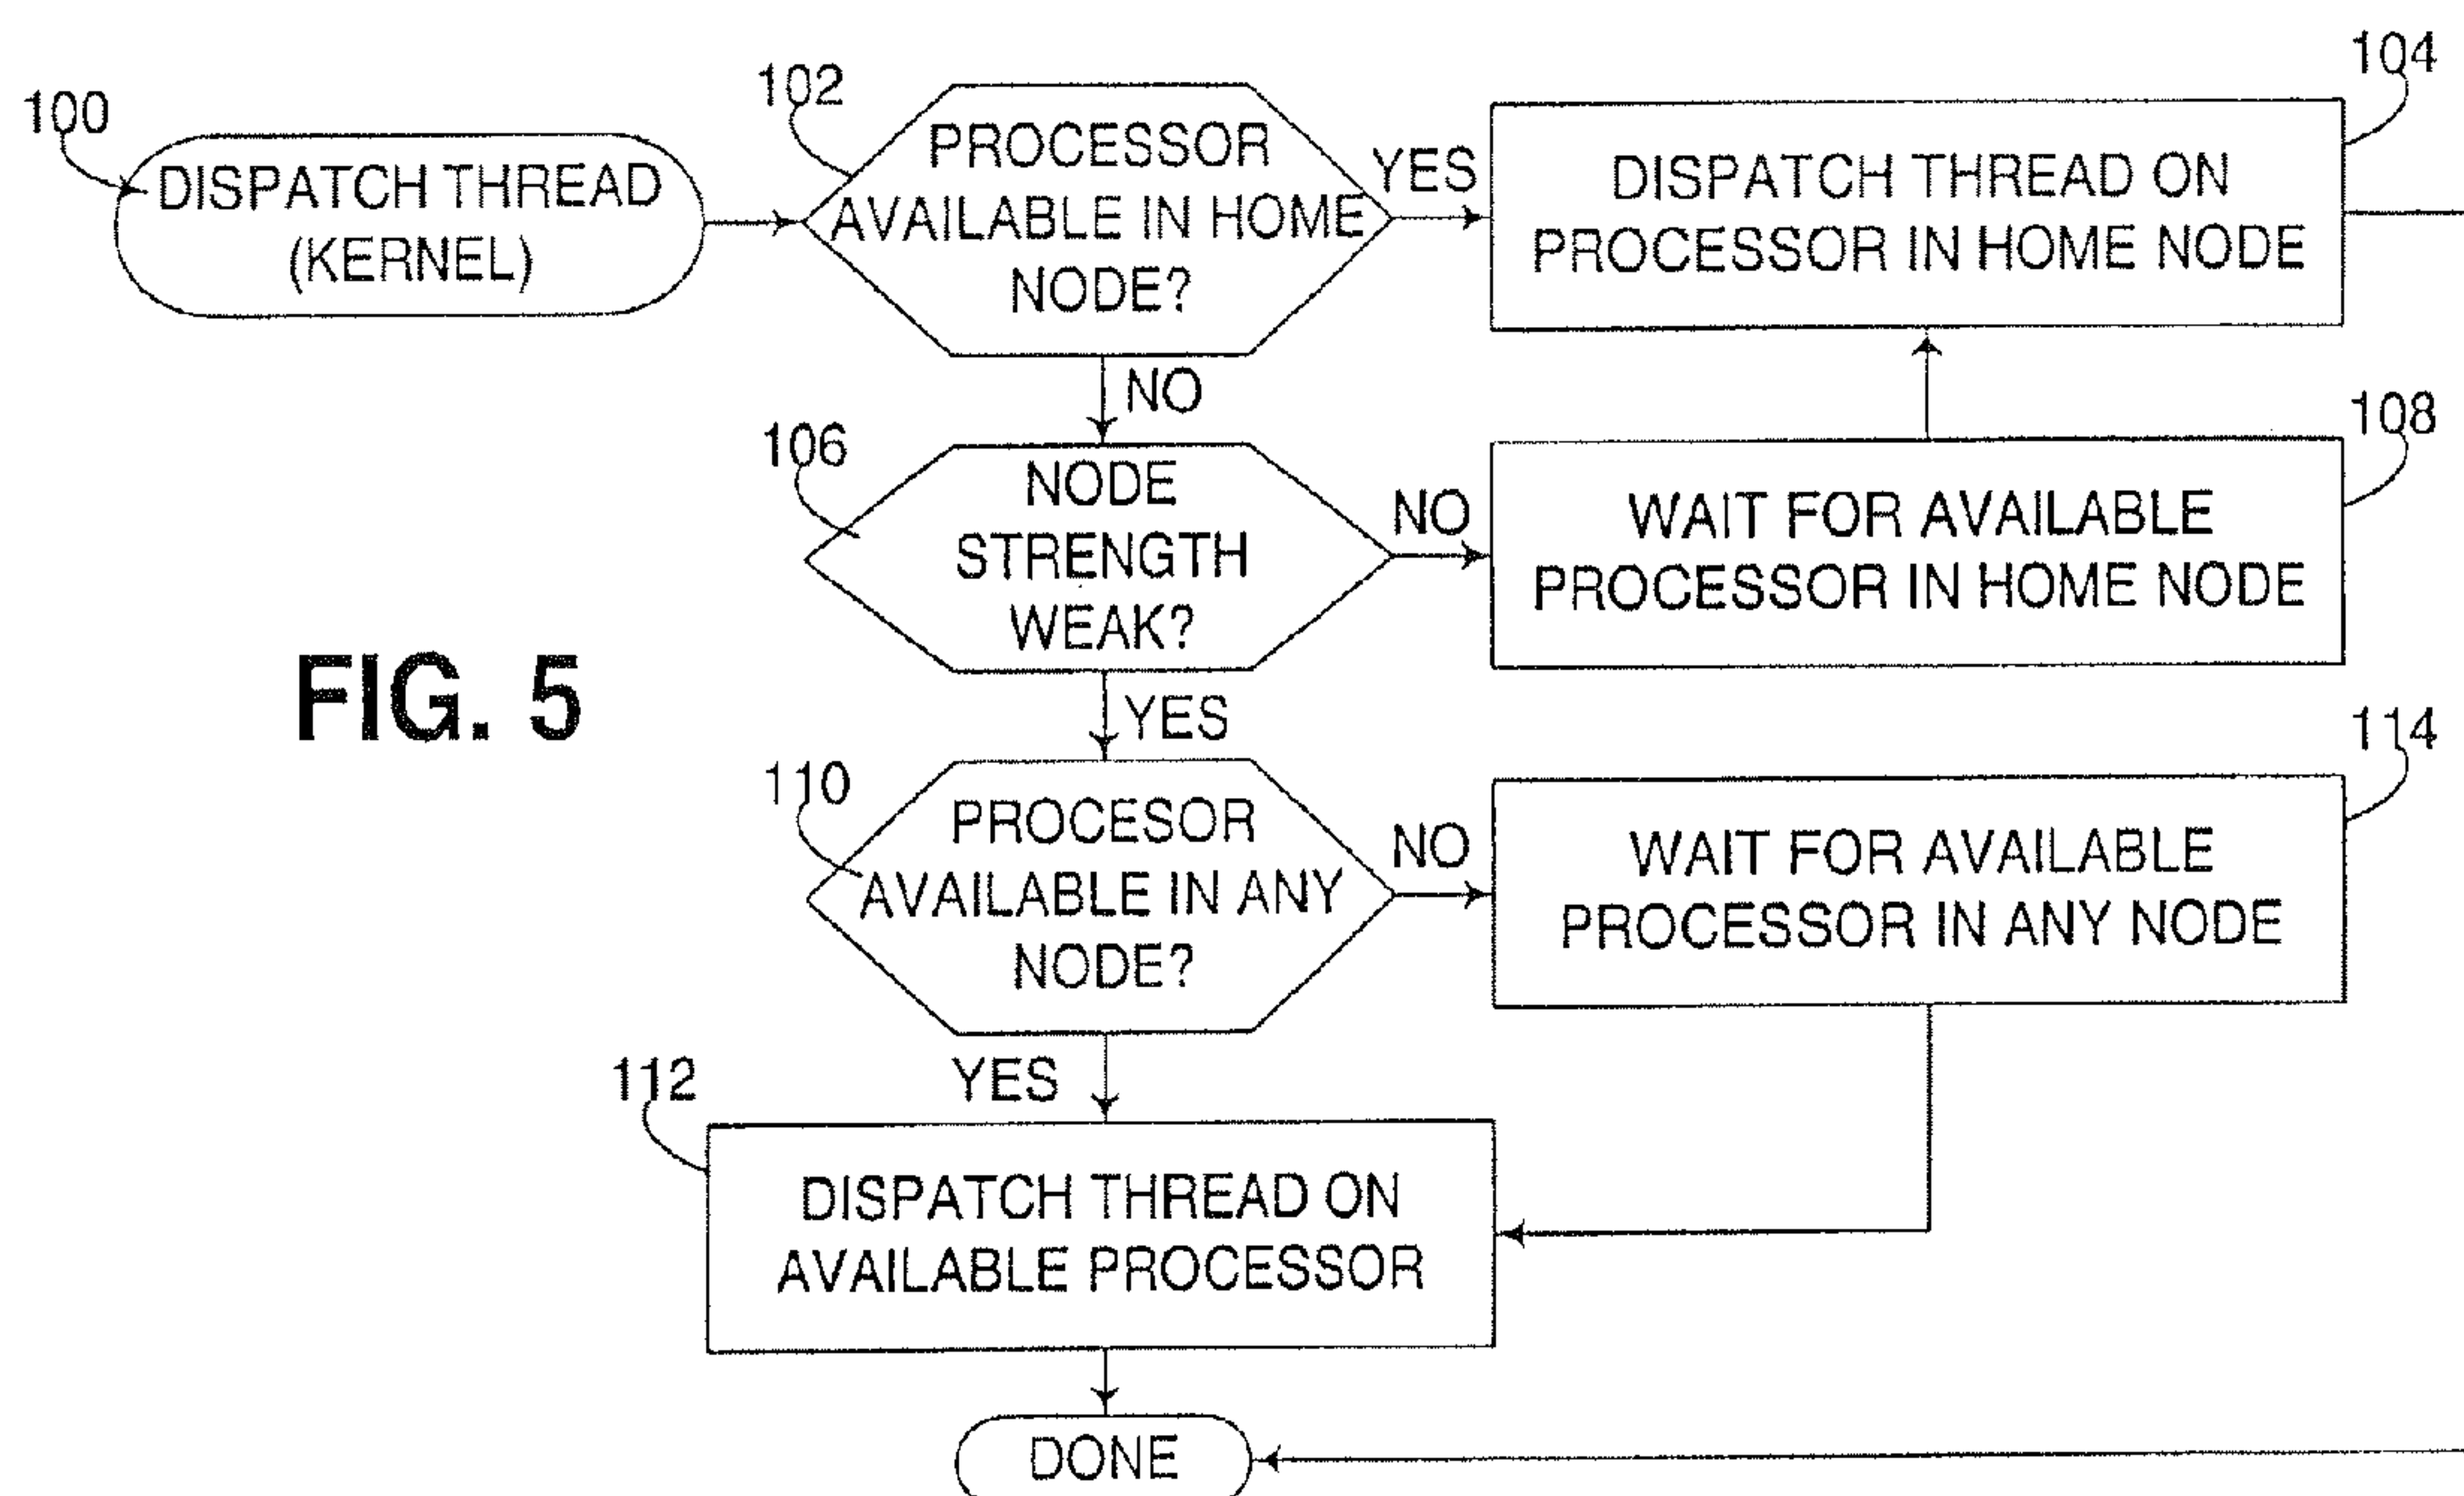 100
DISPATCH THREAD
(KERNEL)
102
PROCESSOR
AVAILABLE IN HOME
NODE?
YES
104
DISPATCH THREAD ON
PROCESSOR IN HOME NODE
NO
106
NODE
STRENGTH
WEAK?
NO
108
WAIT FOR AVAILABLE
PROCESSOR IN HOME NODE
YES
FIG. 5
110
PROCESOR
AVAILABLE IN ANY
NODE?
NO
114
WAIT FOR AVAILABLE
PROCESSOR IN ANY NODE
YES
112
DISPATCH THREAD ON
AVAILABLE PROCESSOR
DONE